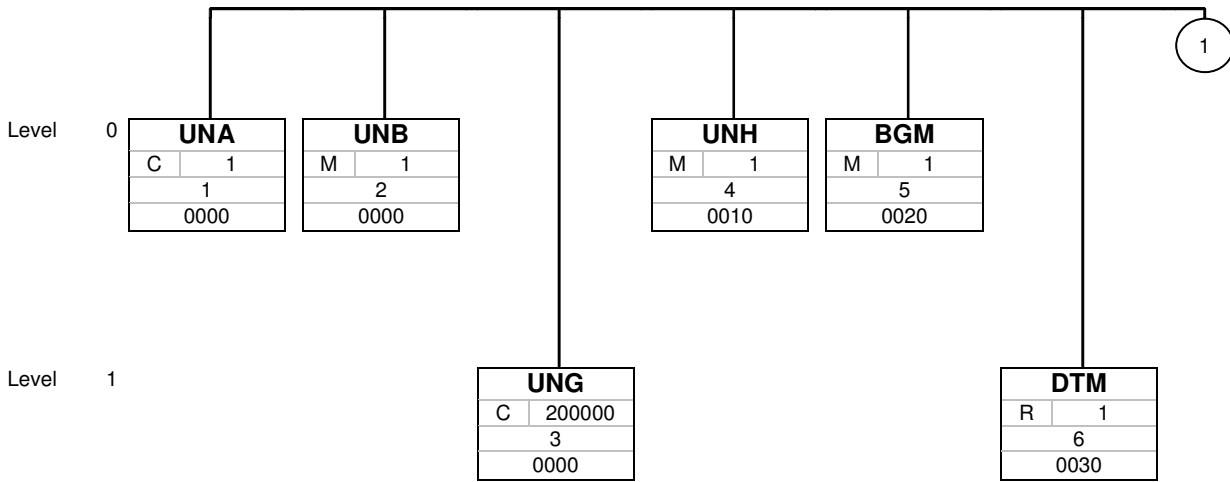 1
Level 0
UNA UNB UNH BGM
C 1 M 1 M 1 M 1
1 2 4 5
0000 0000 0010 0020
Level 1
UNG DTM
C 200000 R 1
3 6
0000 0030